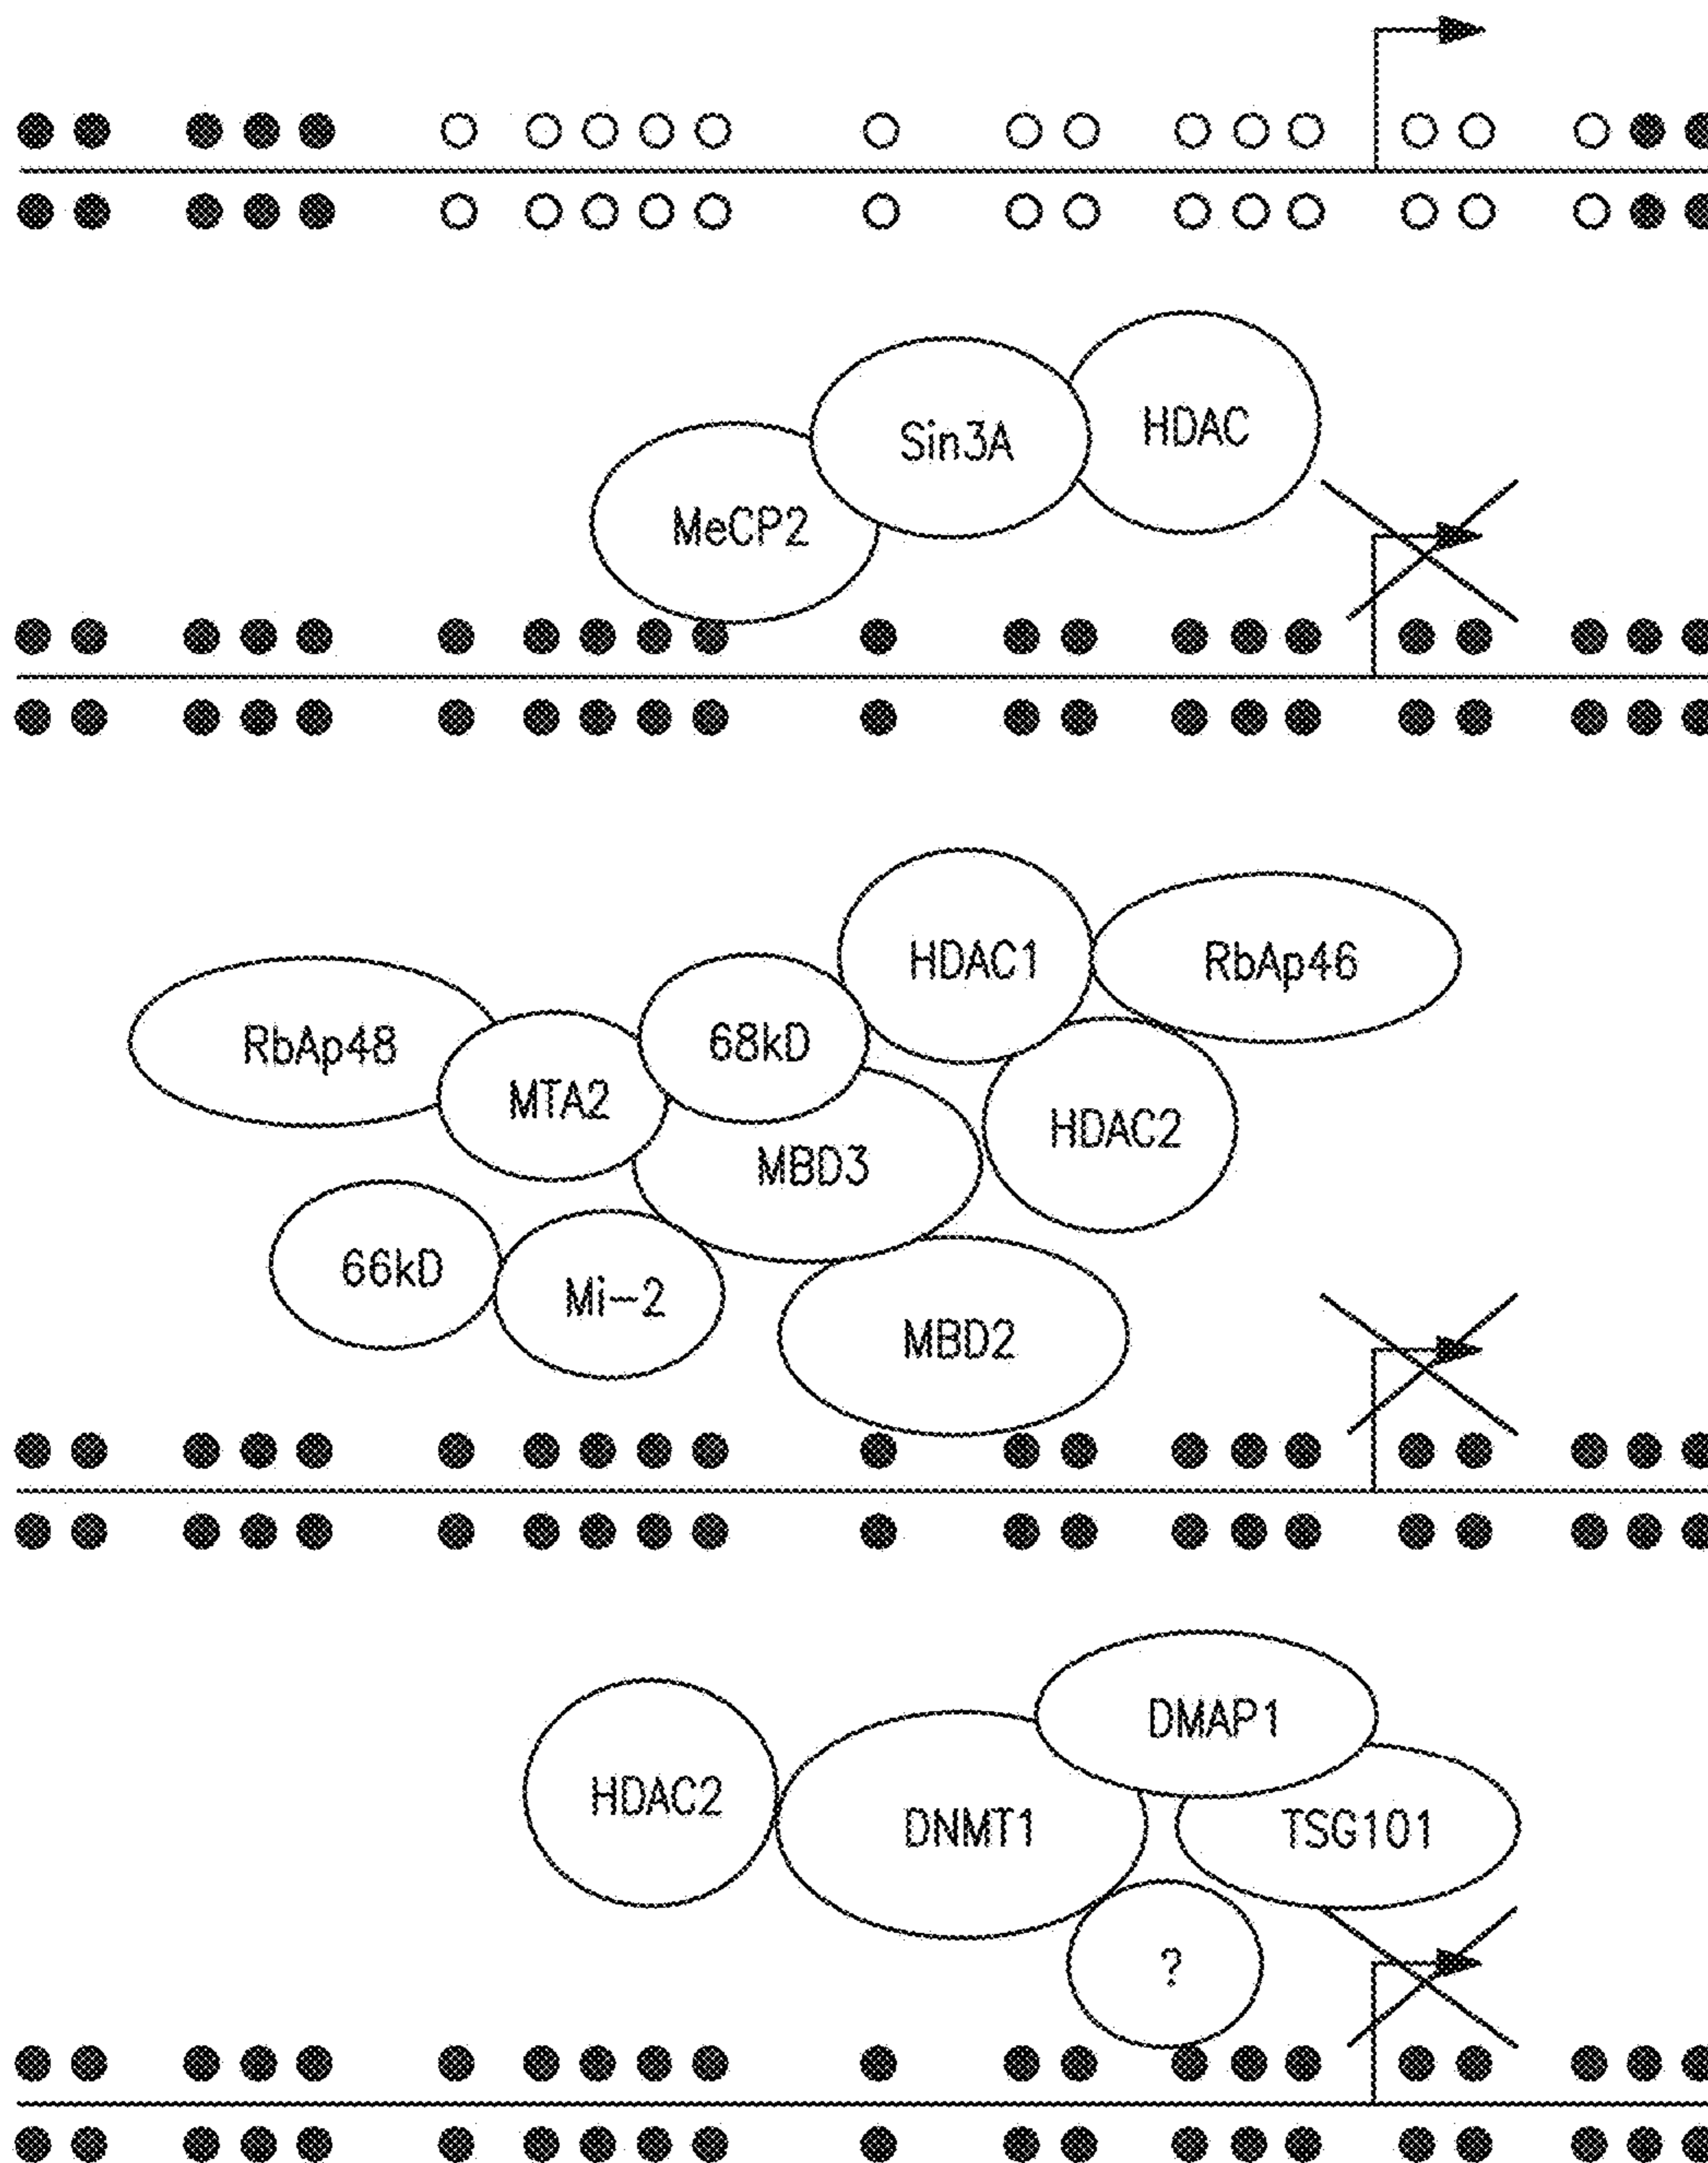 HDAC
Sin3A
MeCP2
HDAC1
RbAp46
RbAp48
68kD
MTA2
HDAC2
MBD3
66kD
Mi-2
MBD2
DMAP1
HDAC2
DNMT1
TSG101
?